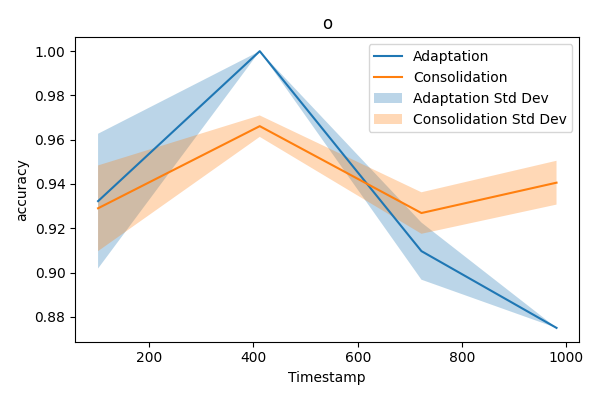 o
1.00
0.98
0.96
0.94
0.92
0.90
0.88
accuracy
Adaptation
Consolidation
Adaptation Std Dev
Consolidation Std Dev
200
400
600
800
1000
Timestamp